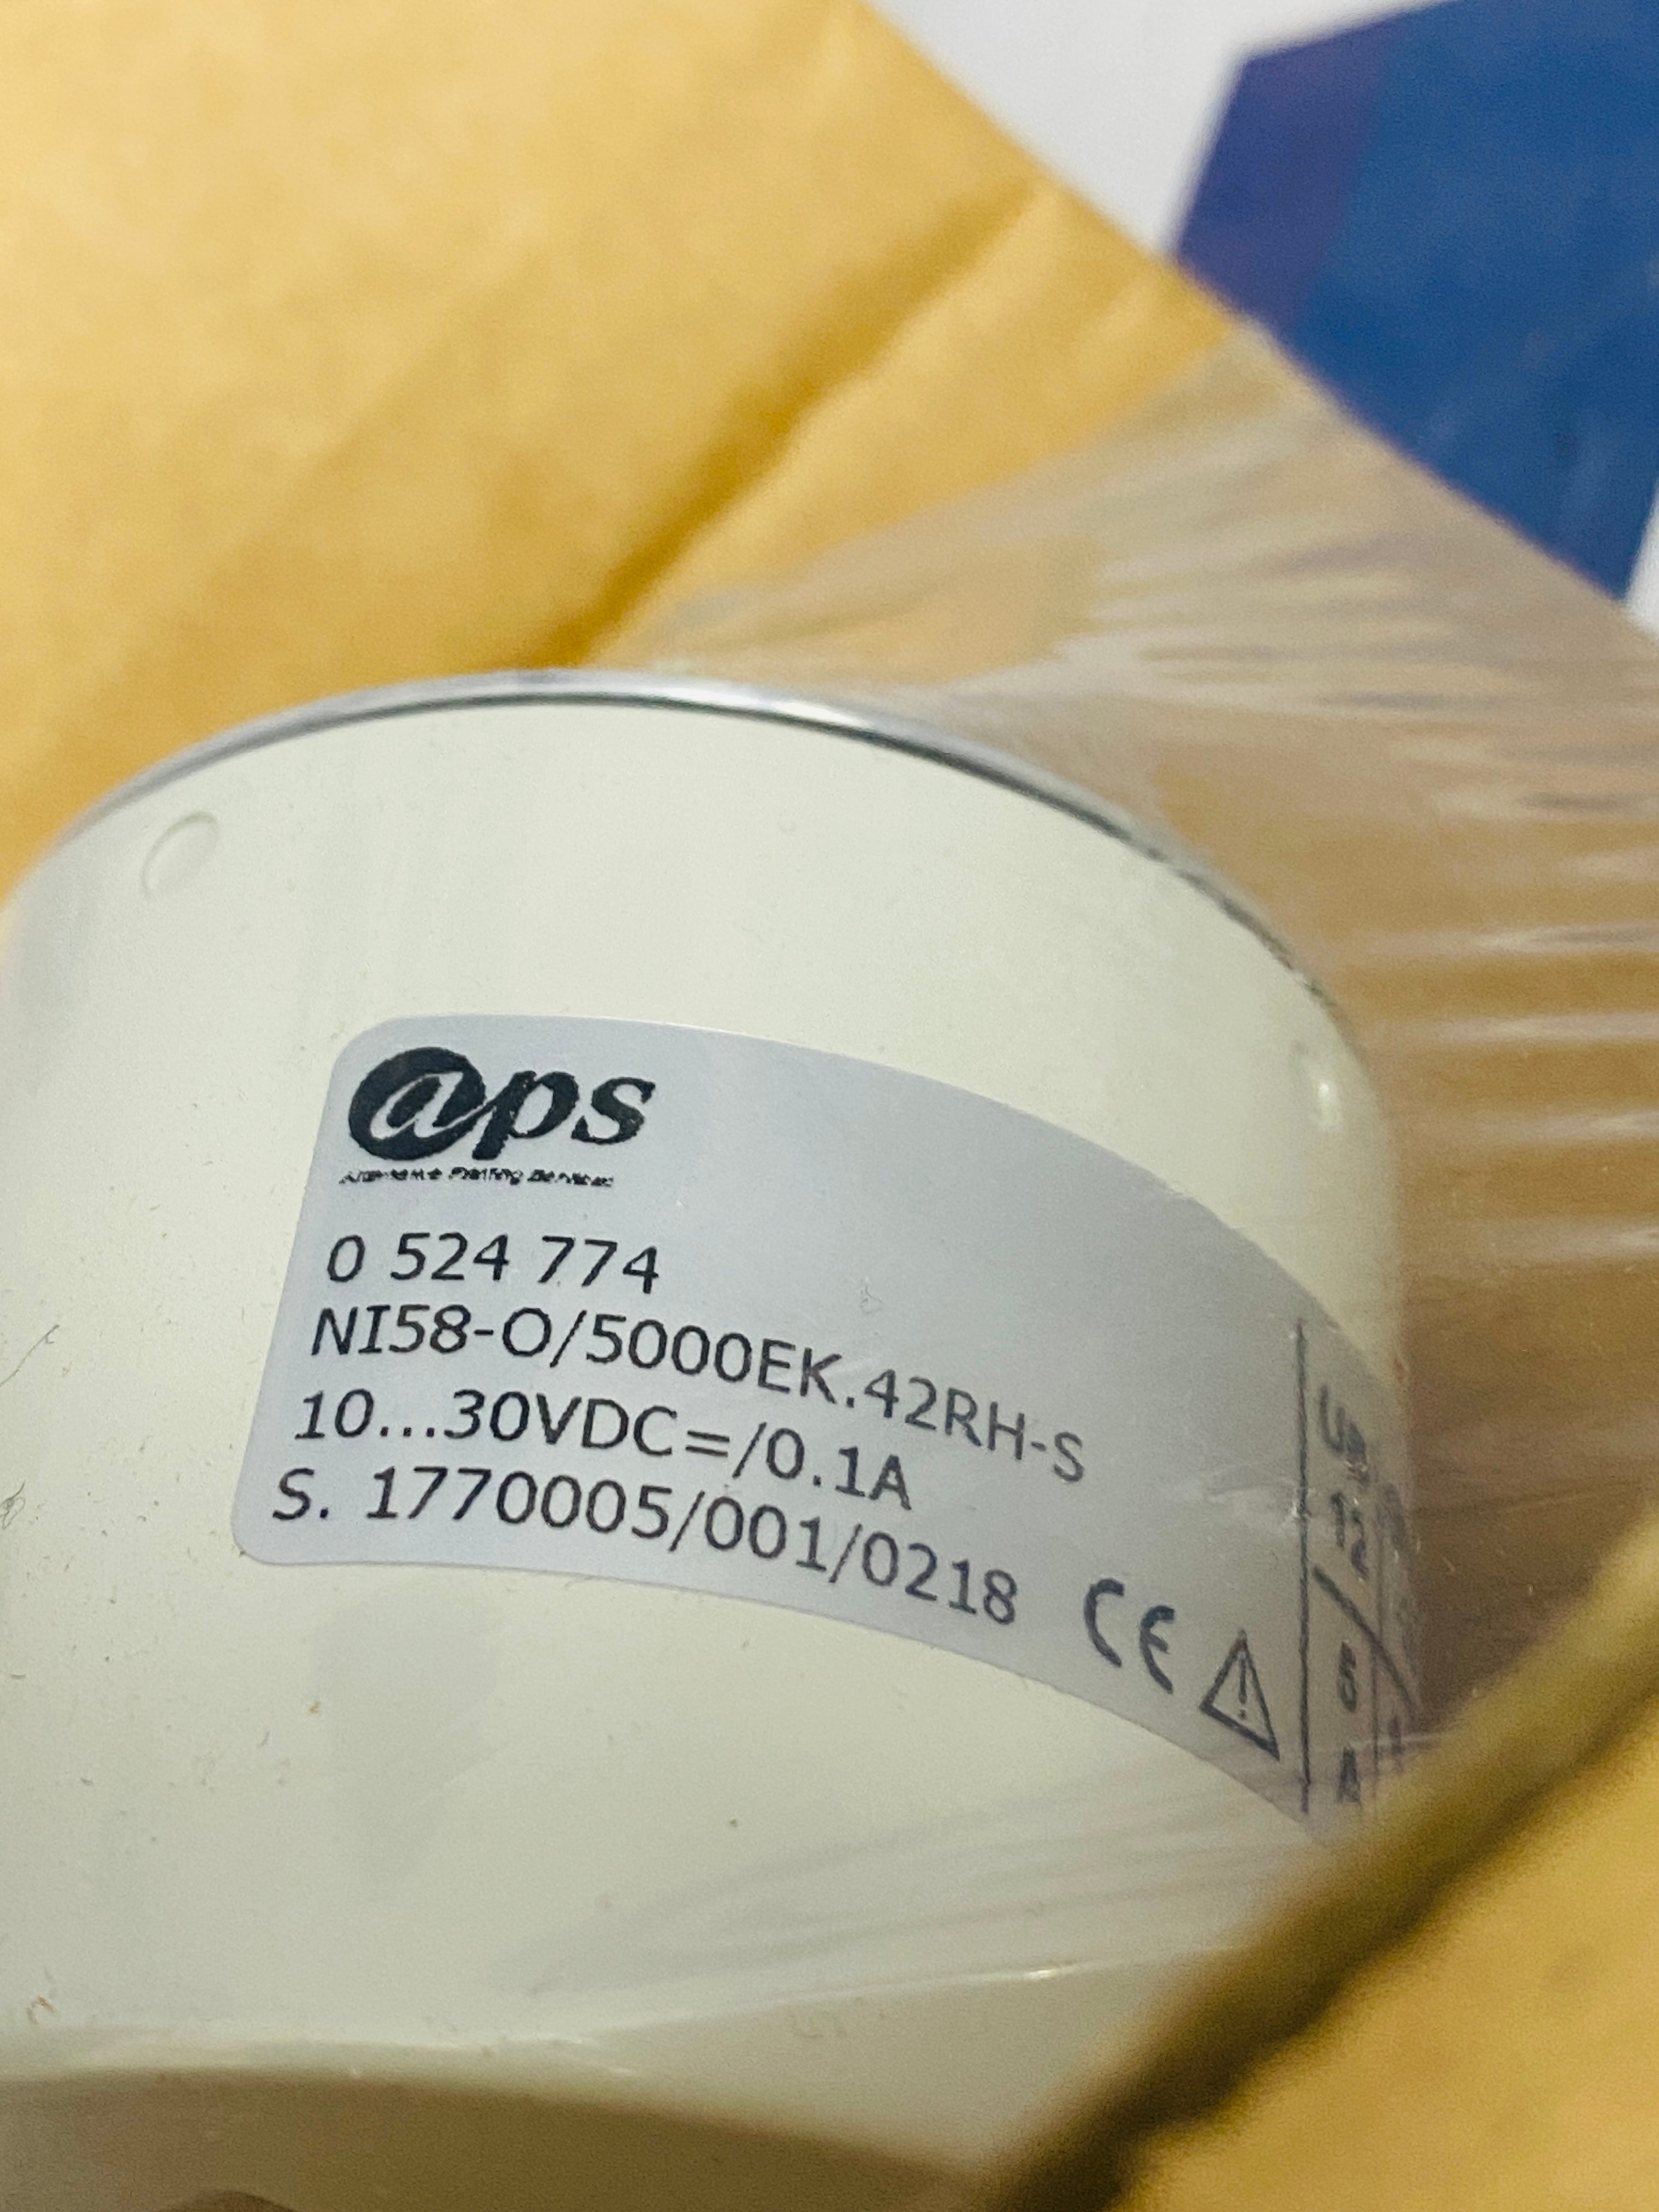 @ps
0 524 774
NI58-O/5000EK.42RH-S
10...30VDC=/0.1A
S. 1770005/001/0218 CE